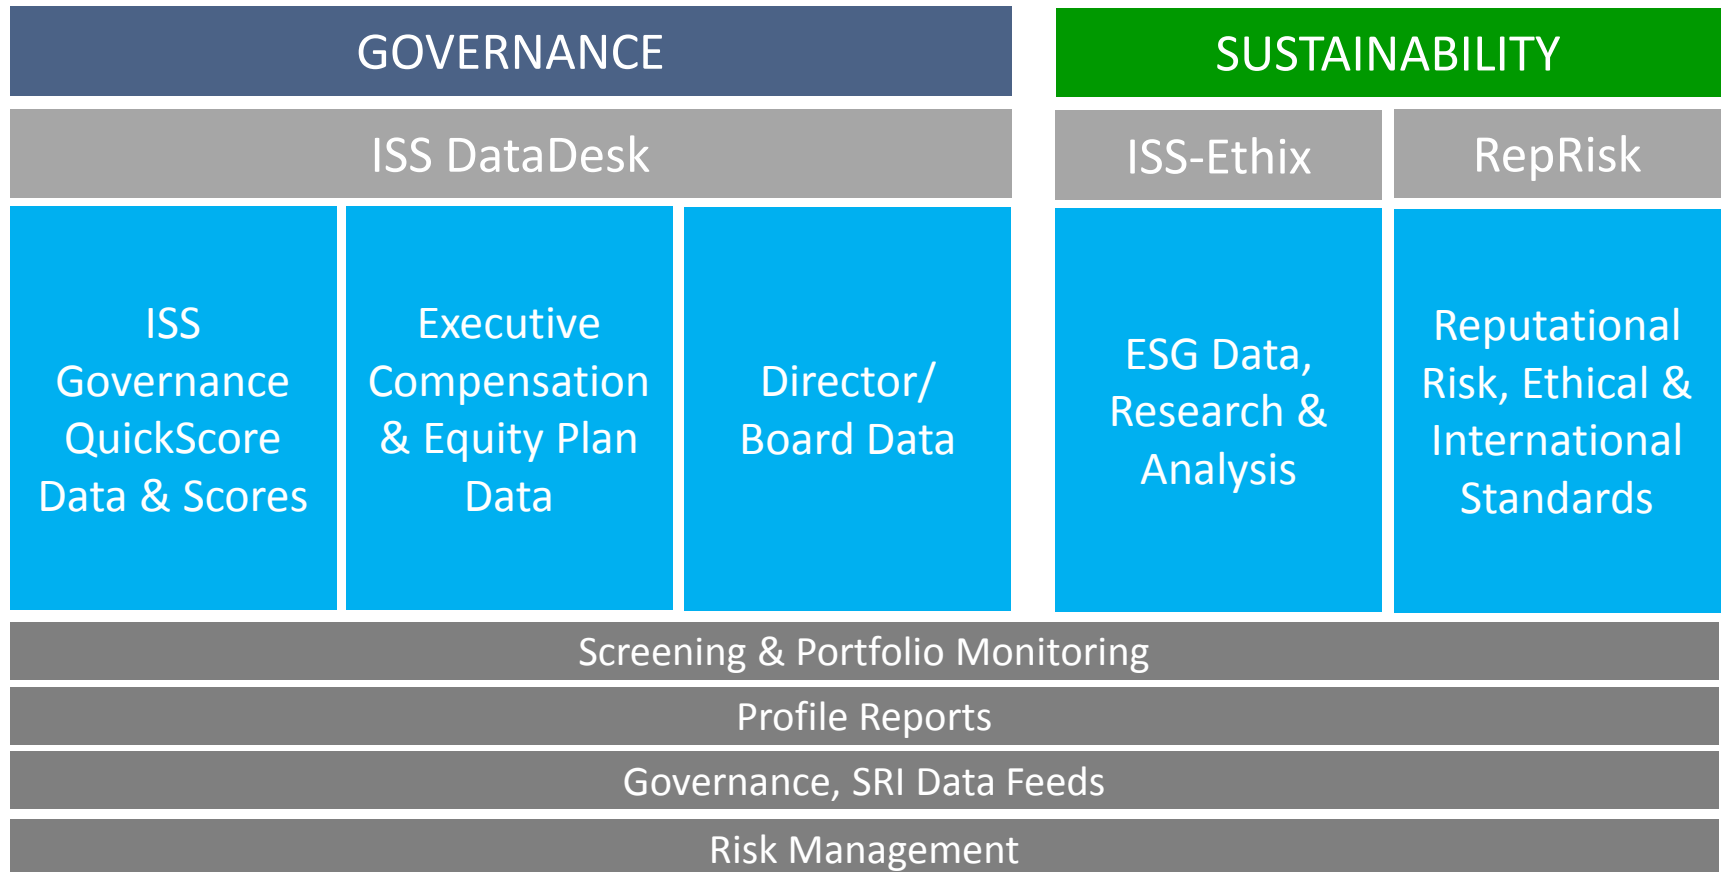 GOVERNANCE
SUSTAINABILITY
ISS DataDesk
ISS-Ethix
RepRisk
ISS
Governance
QuickScore
Data & Scores
Executive
Compensation
& Equity Plan
Data
Director/
Board Data
ESG Data,
Research &
Analysis
Reputational
Risk, Ethical &
International
Standards
Screening & Portfolio Monitoring
Profile Reports
Governance, SRI Data Feeds
Risk Management